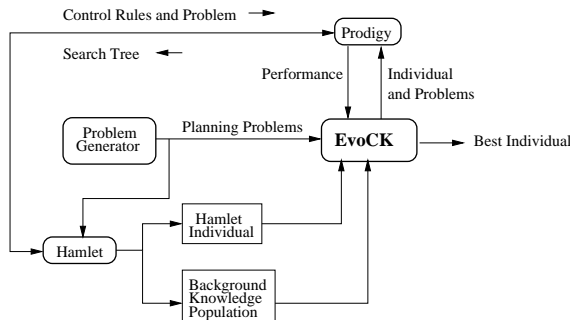 Control Rules and Problem
Prodigy
Search Tree
Performance
Individual
and Problems
Problem
Generator
Planning Problems
EvoCK
Best Individual
Hamlet
Individual
Hamlet
Background
Knowledge
Population